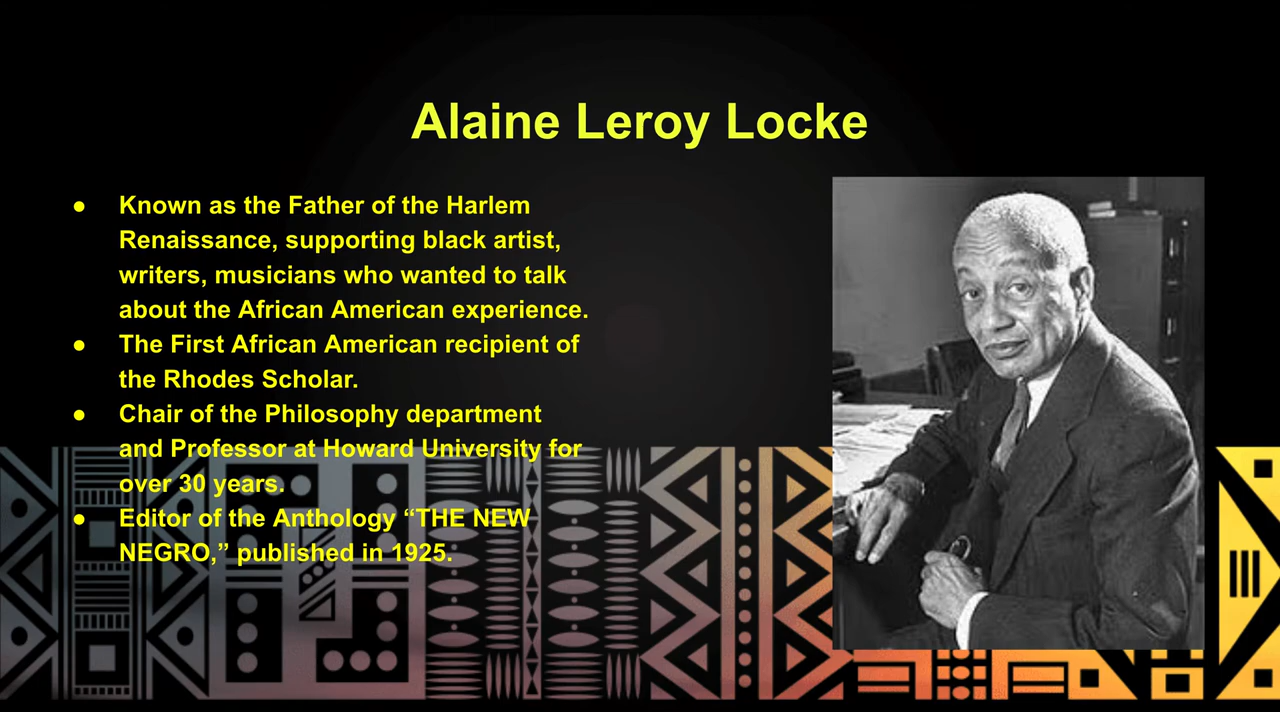 Alaine Leroy Locke
● Known as the Father of the Harlem
Renaissance, supporting black artist,
writers, musicians who wanted to talk
about the African American experience.
● The First African American recipient of
the Rhodes Scholar.
● Chair of the Philosophy department
and Professor at Howard University for
over 30 years.
● Editor of the Anthology “THE NEW
NEGRO,” published in 1925.